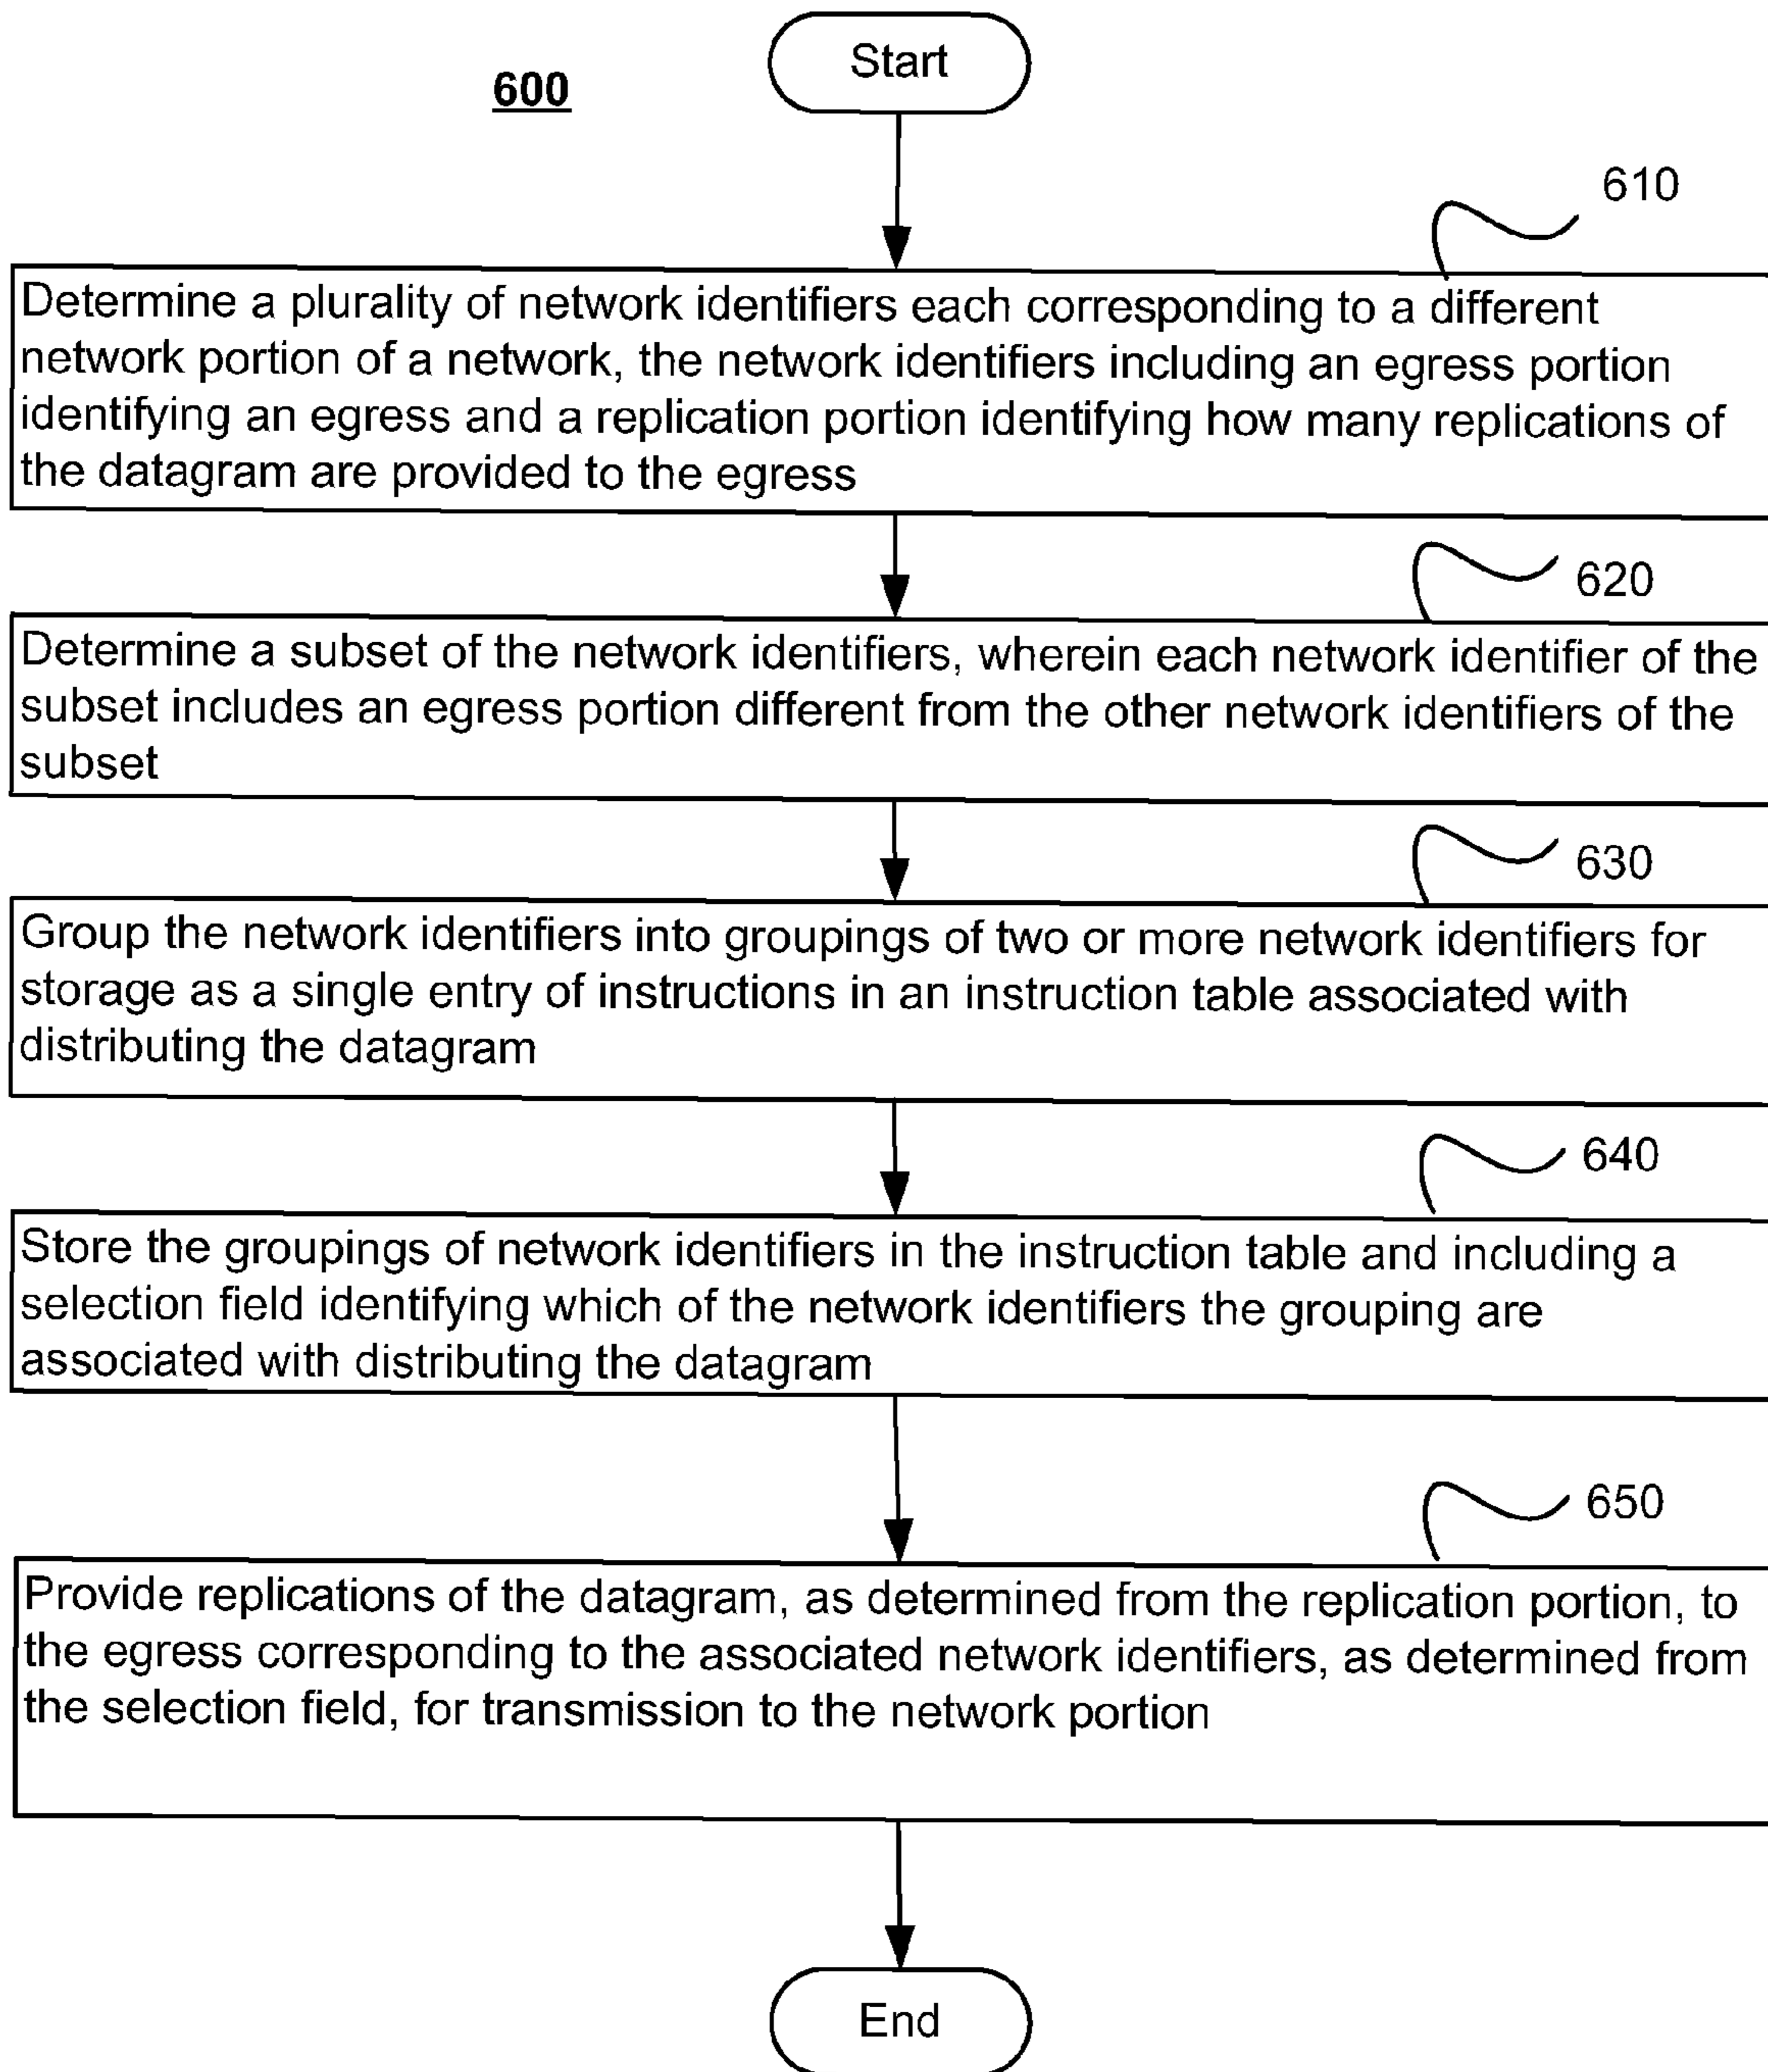 Start
600
610
Determine a plurality of network identifiers each corresponding to a different
network portion of a network, the network identifiers including an egress portion
identifying an egress and a replication portion identifying how many replications of
the datagram are provided to the egress
620
Determine a subset of the network identifiers, wherein each network identifier of the
subset includes an egress portion different from the other network identifiers of the
subset
630
Group the network identifiers into groupings of two or more network identifiers for
storage as a single entry of instructions in an instruction table associated with
distributing the datagram
640
Store the groupings of network identifiers in the instruction table and including a
selection field identifying which of the network identifiers the grouping are
associated with distributing the datagram
650
Provide replications of the datagram, as determined from the replication portion, to
the egress corresponding to the associated network identifiers, as determined from
the selection field, for transmission to the network portion
End